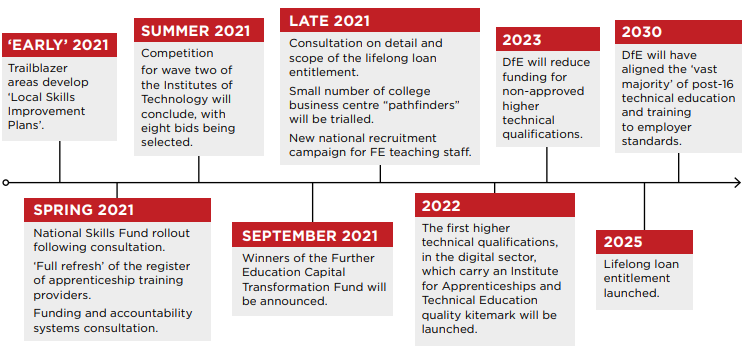 ‘EARLY’ 2021
Trailblazer
areas develop
‘Local Skills
Improvement
Plans’.
SPRING 2021
National Skills Fund rollout
following consultation.
‘Full refresh’ of the register
of apprenticeship training
providers.
Funding and accountability
systems consultation.
SUMMER 2021
Competition
for wave two of
the Institutes of
Technology will
conclude, with
eight bids being
selected.
SEPTEMBER 2021
Winners of the Further
Education Capital
Transformation Fund will
be announced.
LATE 2021
Consultation on detail and
scope of the lifelong loan
entitlement.
Small number of college
business centre “pathfinders”
will be trialled.
New national recruitment
campaign for FE teaching staff.
2022
The first higher
technical qualifications,
in the digital sector,
which carry an Institute
for Apprenticeships and
Technical Education
quality kitemark will be
launched.
2023
DfE will reduce
funding for
non-approved
higher
technical
qualifications.
2025
Lifelong loan
entitlement
launched.
2030
DfE will have
aligned the ‘vast
majority’ of post-16
technical education
and training
to employer
standards.